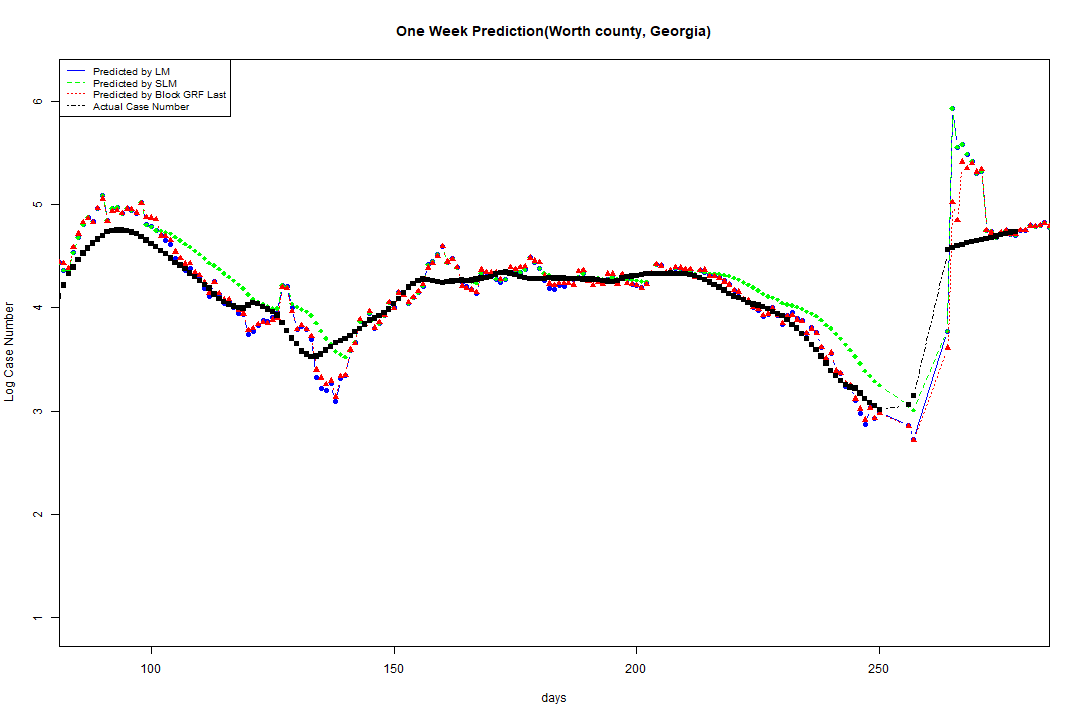 One Week Prediction(Worth county, Georgia)
Predicted by LM
Predicted by SLM
Predicted by Block GRF Last
Actual Case Number
6
5
4
3
2
1
Log Case Number
100 150 200 250
days